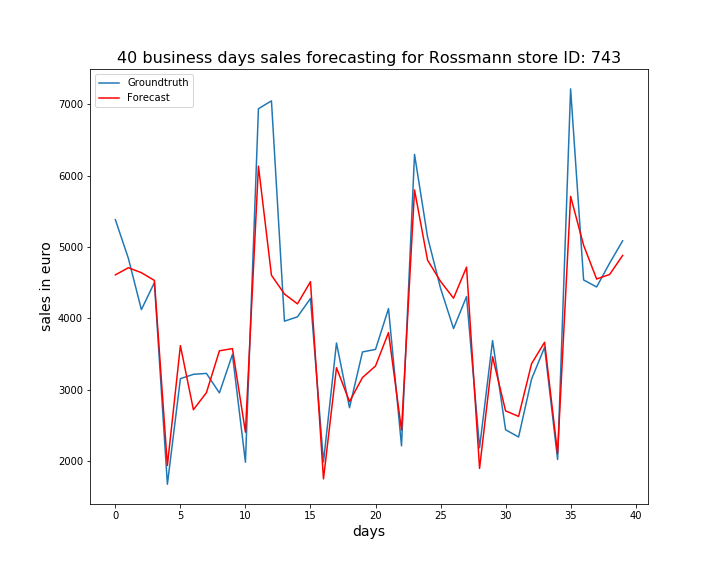 40 business days sales forecasting for Rossmann store ID: 743
Groundtruth
Forecast
7000
6000
5000
4000
3000
2000
sales in euro
0 5 10 15 20 25 30 35 40
days